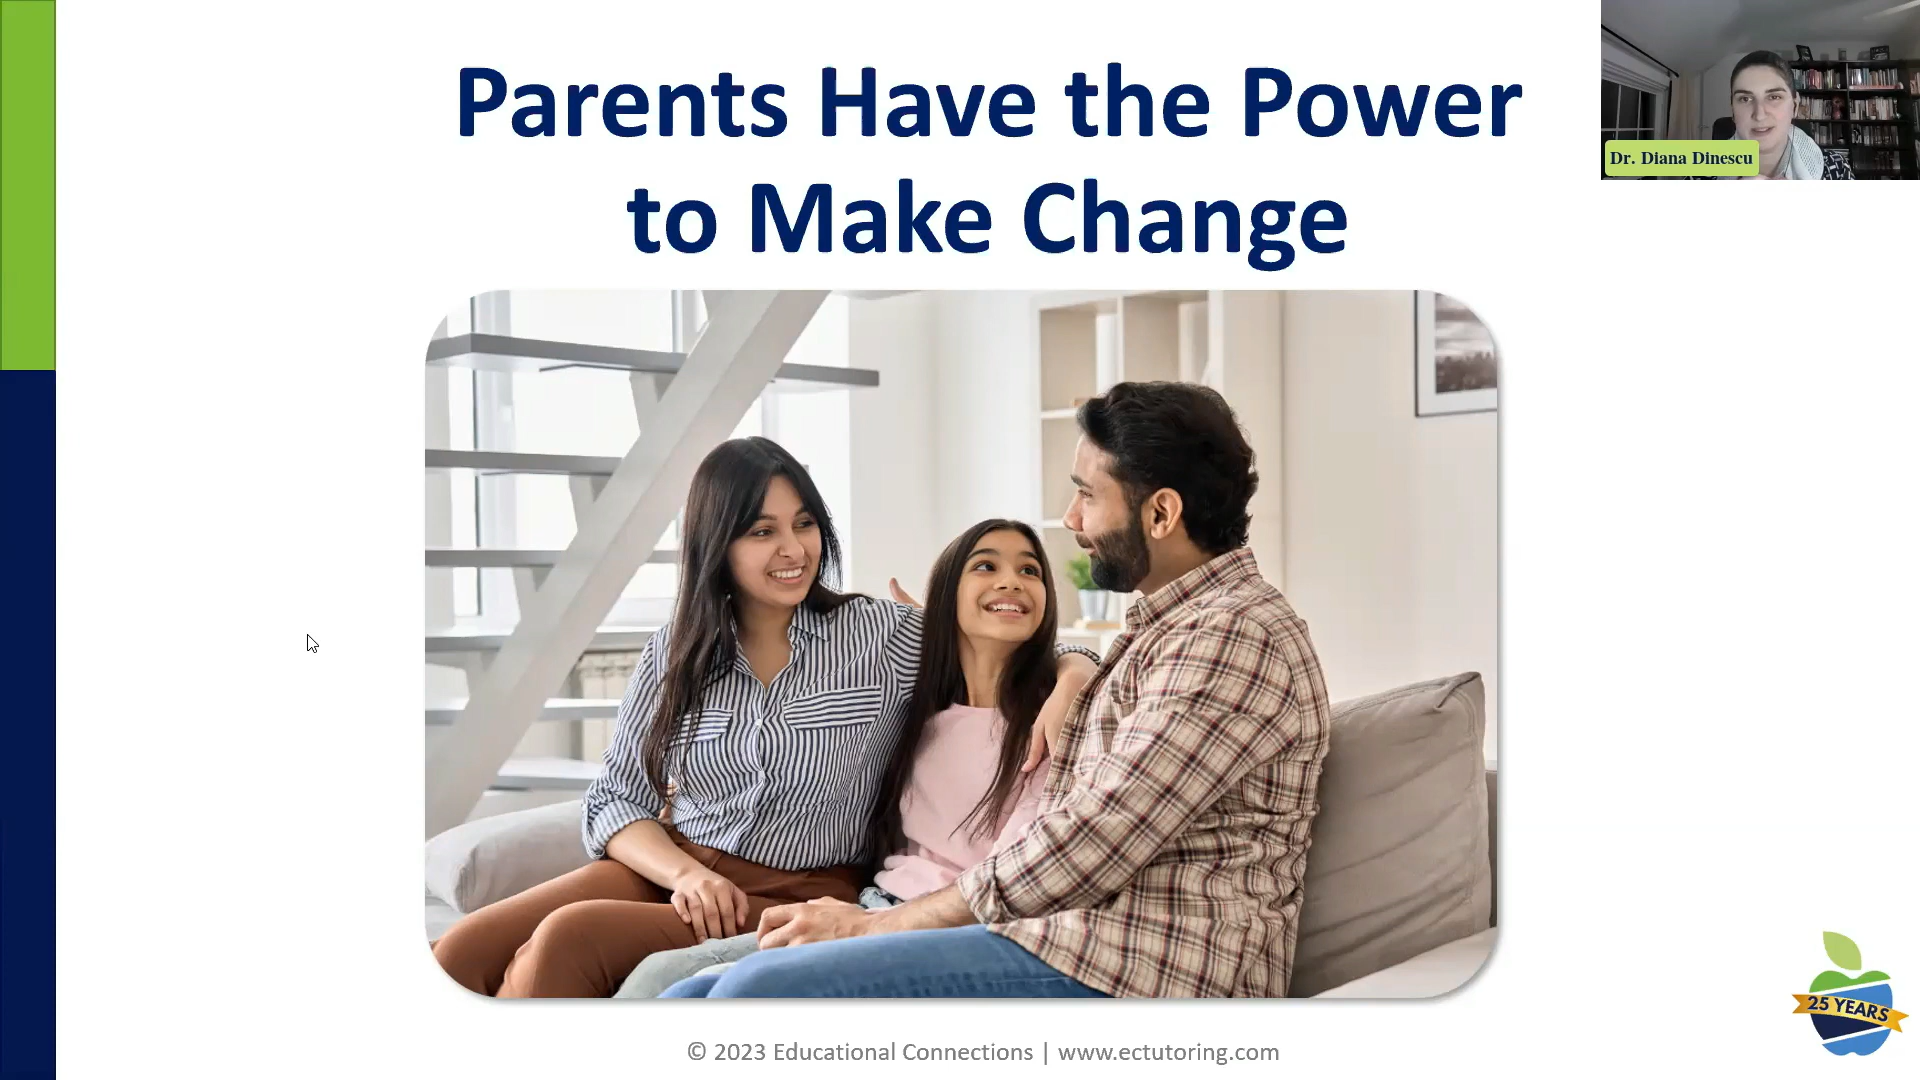 Parents Have the Power
to Make Change
Dr. Diana Dinescu
25 YEARS
© 2023 Educational Connections | www.ectutoring.com